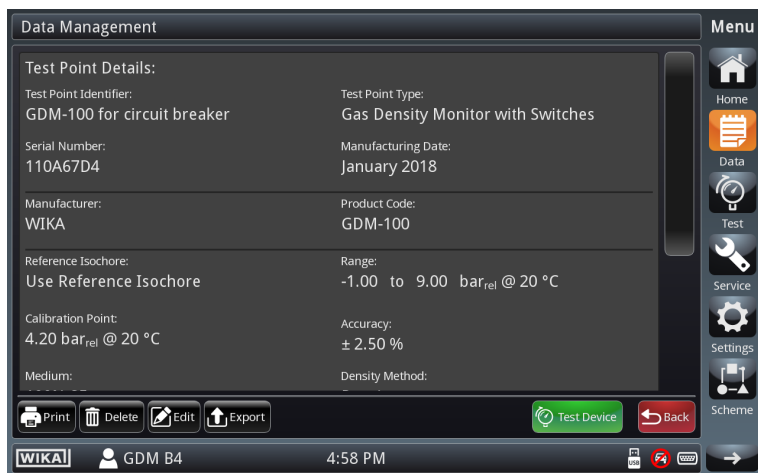 Data Management
Menu
Test Point Details:
Test Point Identifier:
GDM-100 for circuit breaker
Test Point Type:
Gas Density Monitor with Switches
Serial Number:
110A67D4
Manufacturing Date:
January 2018
Manufacturer:
WIKA
Product Code:
GDM-100
Reference Isochore:
Use Reference Isochore
Range:
-1.00 to 9.00 barrel @ 20 °C
Calibration Point:
4.20 barrel @ 20 °C
Accuracy:
± 2.50 %
Medium:
Density Method:
Home
Data
Test
Service
Settings
Scheme
Print
Delete
Edit
Export
Test Device
Back
WIKA
GDM B4
4:58 PM
USB